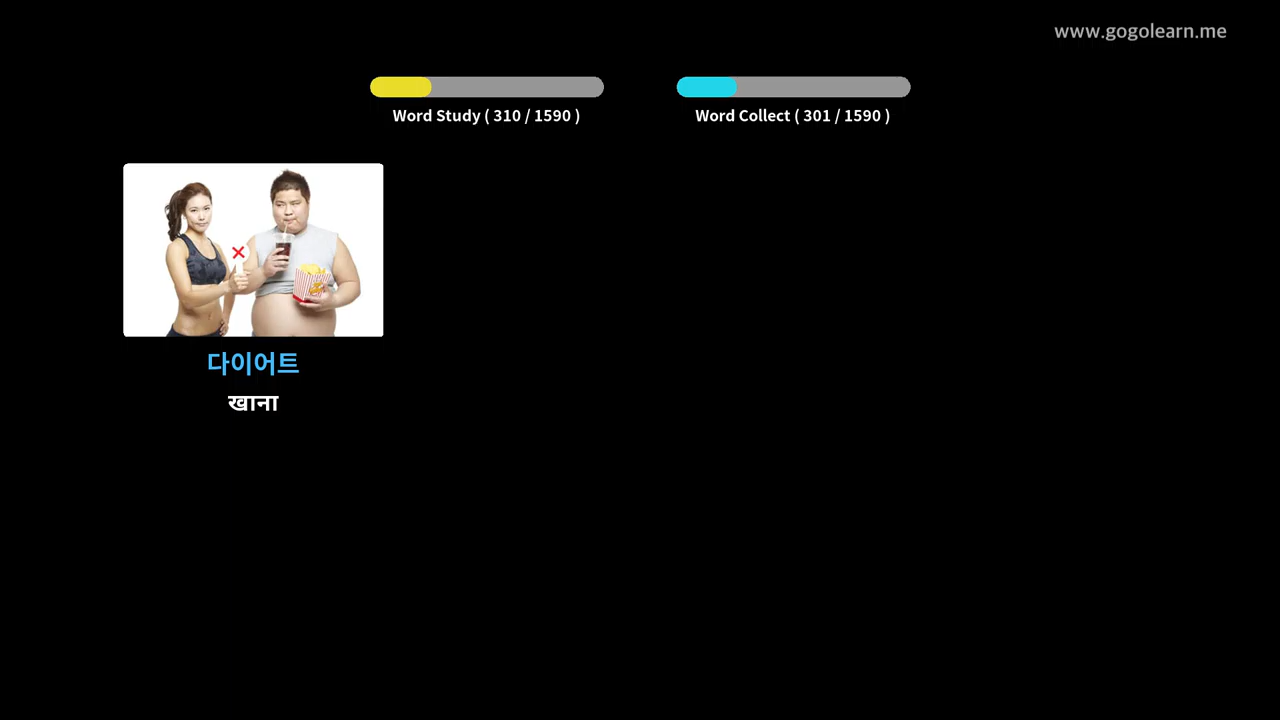 www.gogolearn.me
Word Study ( 310 / 1590 )
Word Collect ( 301 / 1590 )
다이어트
खाना